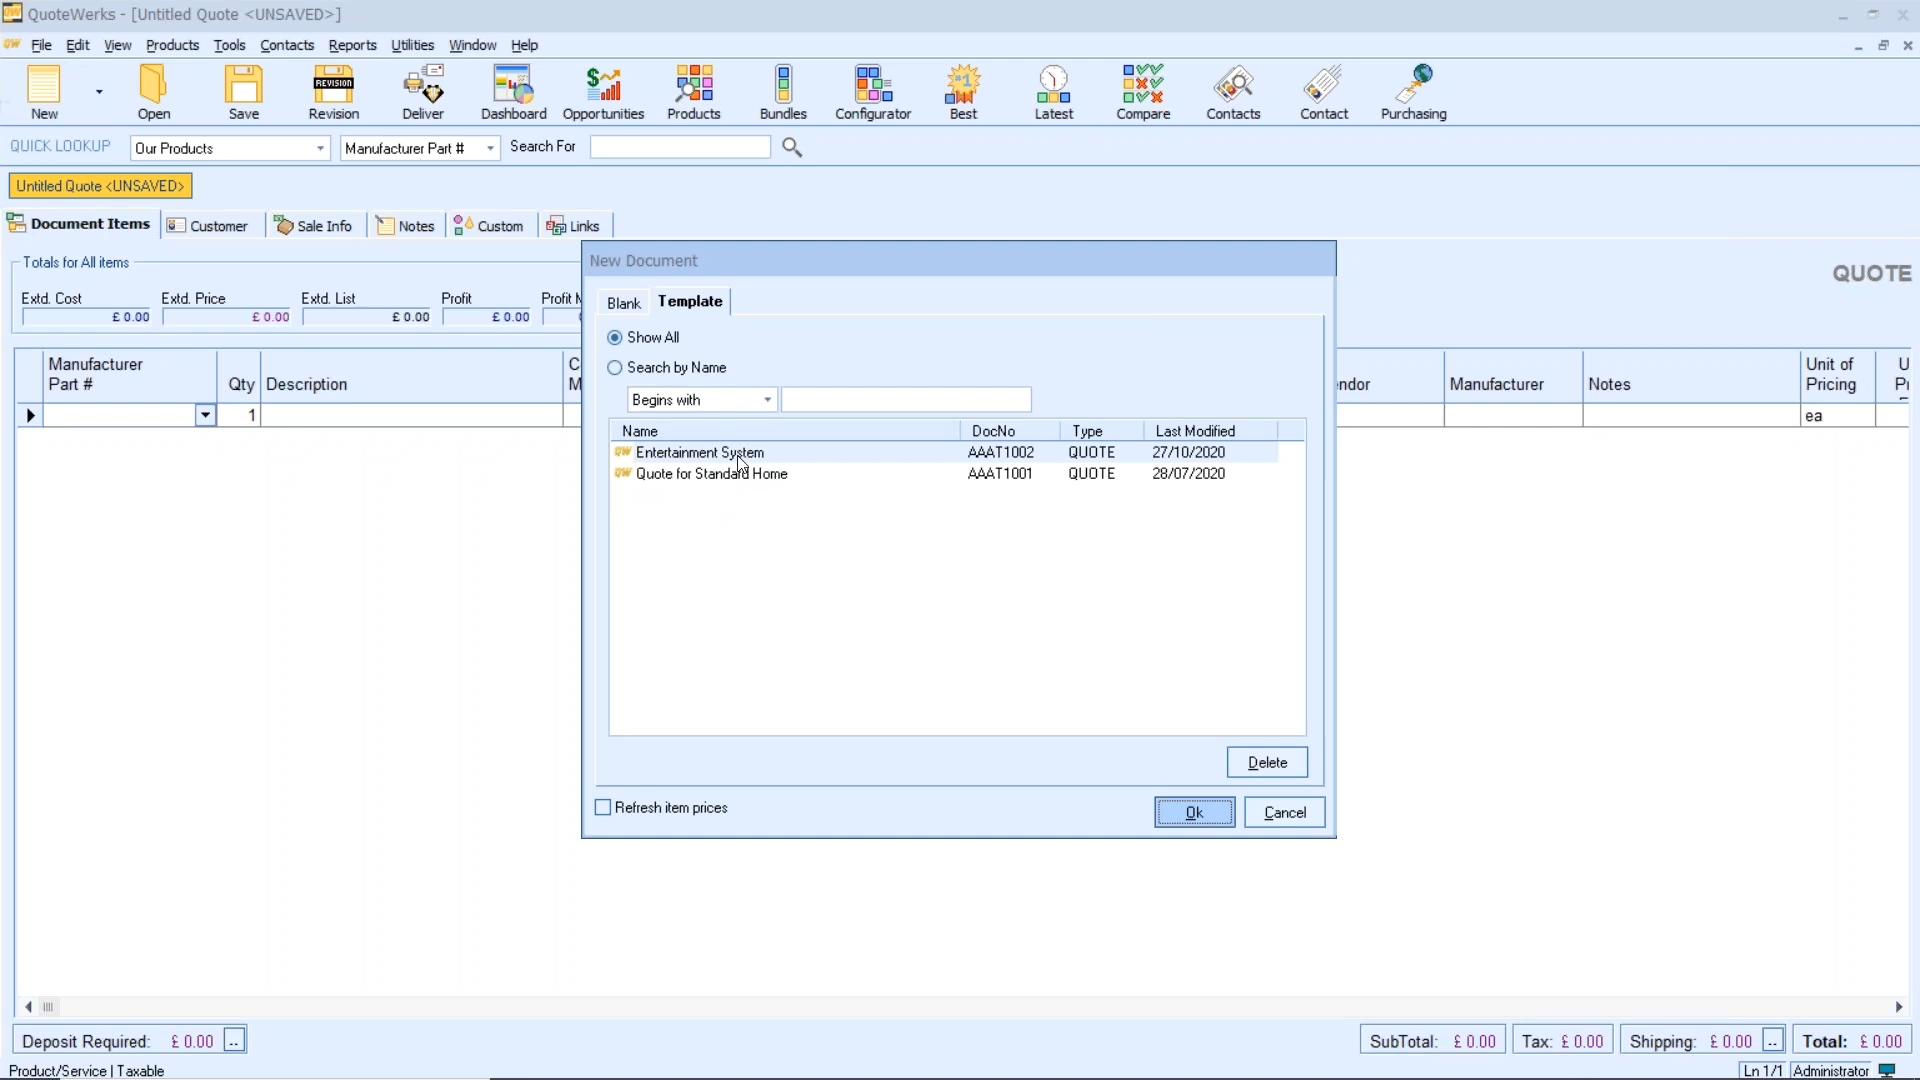 QuoteWerks - [Untitled Quote <UNSAVED>]
File Edit View Products Tools Contacts Reports Utilities Window Help
REVISION $ #1
New Open Save Revision Deliver Dashboard Opportunities Products Bundles Configurator Best Latest Compare Contacts Contact Purchasing
QUICK LOOKUP Our Products Manufacturer Part # Search For
Untitled Quote <UNSAVED>
Document Items Customer Sale Info Notes Custom Links
Totals for All items
QUOTE
Extd. Cost Extd. Price Extd. List Profit Profit M
£ 0.00 £ 0.00 £ 0.00 £ 0.00
Manufacturer Part # Qty Description C M ndor Manufacturer Notes Unit of Pricing U Pr
1 ea
New Document
Blank Template
Show All
Search by Name
Begins with
Name DocNo Type Last Modified
QW Entertainment System AAAT1002 QUOTE 27/10/2020
QW Quote for Standard Home AAAT1001 QUOTE 28/07/2020
Delete
Refresh item prices Ok Cancel
Deposit Required: £ 0.00 .. SubTotal: £ 0.00 Tax: £ 0.00 Shipping: £ 0.00 .. Total: £ 0.00
Product/Service | Taxable Ln 1/1 Administrator